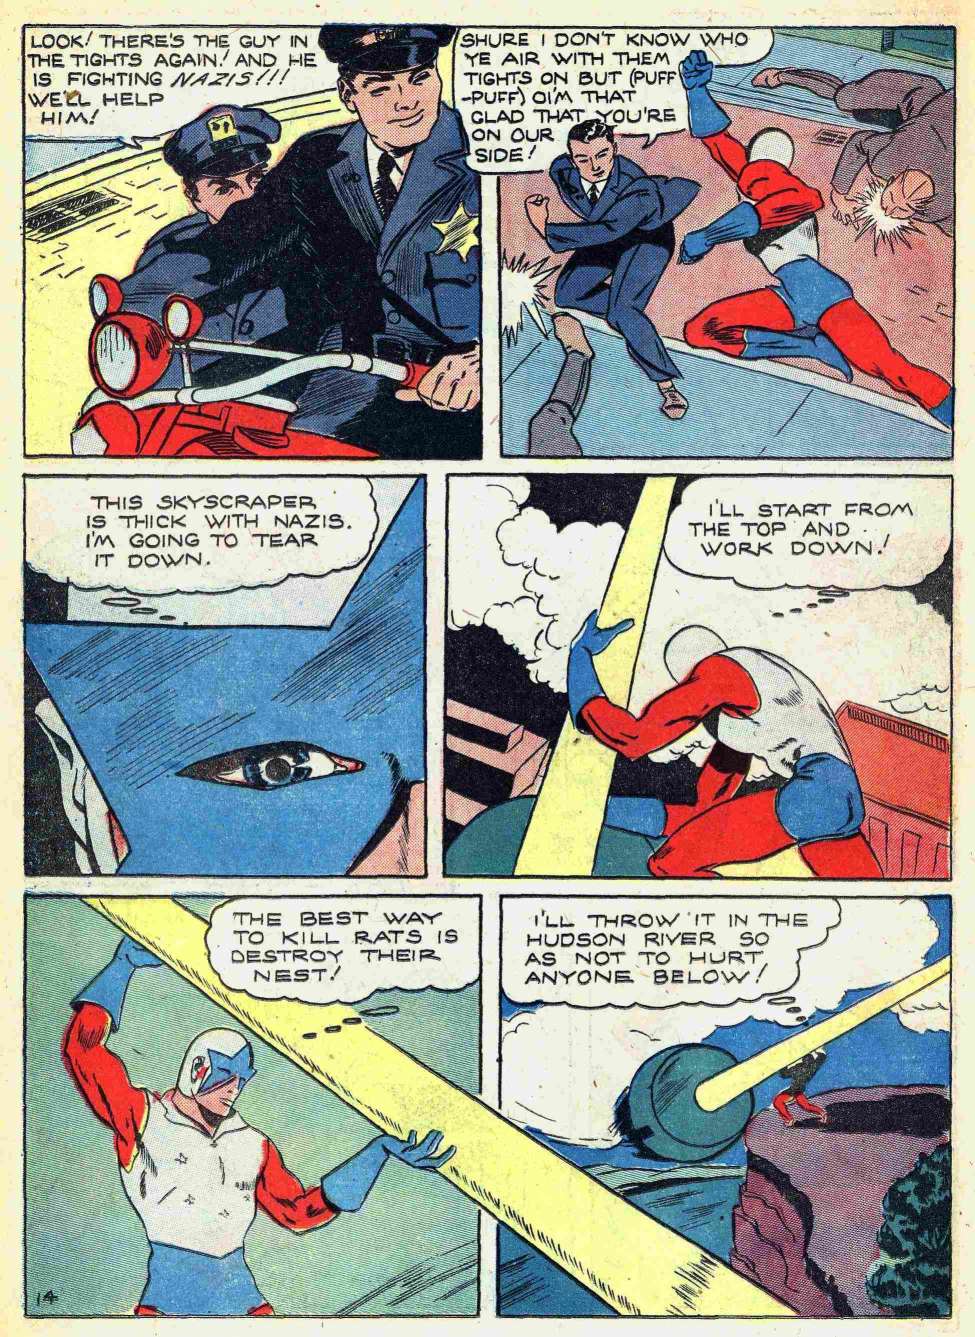 LOOK! THERE'S THE GUY IN
THE TIGHTS AGAIN! AND HE
IS FIGHTING NAZIS!!!
WE'LL HELP
HIM!
SHURE I DON'T KNOW WHO
YE AIR WITH THEM
TIGHTS ON BUT (PUFF
-PUFF) OI'M THAT
GLAD THAT YOU'RE
ON OUR
SIDE!
THIS SKYSCRAPER
IS THICK WITH NAZIS.
I'M GOING TO TEAR
IT DOWN.
I'LL START FROM
THE TOP AND
WORK DOWN!
THE BEST WAY
TO KILL RATS IS
DESTROY THEIR
NEST!
I'LL THROW IT IN THE
HUDSON RIVER SO
AS NOT TO HURT
ANYONE BELOW!
14